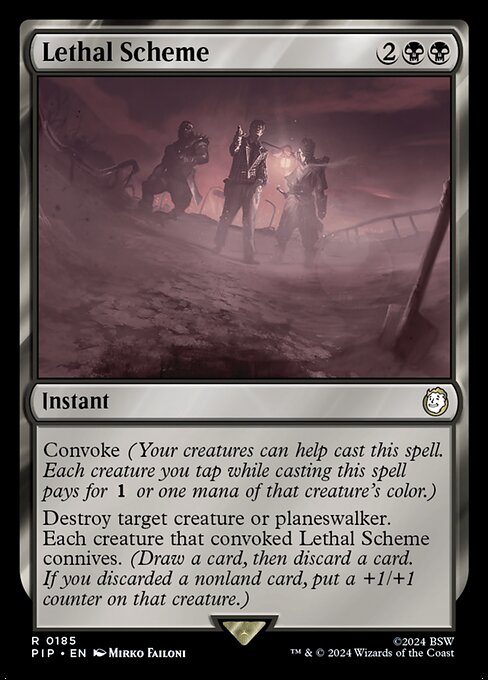 Lethal Scheme 2
Instant
Convoke (Your creatures can help cast this spell.
Each creature you tap while casting this spell
pays for 1 or one mana of that creature's color.)
Destroy target creature or planeswalker.
Each creature that convoked Lethal Scheme
connives. (Draw a card, then discard a card.
If you discarded a nonland card, put a +1/+1
counter on that creature.)
R 0185
PIP • EN Mirko Failoni
©2024 BSW
™ & © 2024 Wizards of the Coast